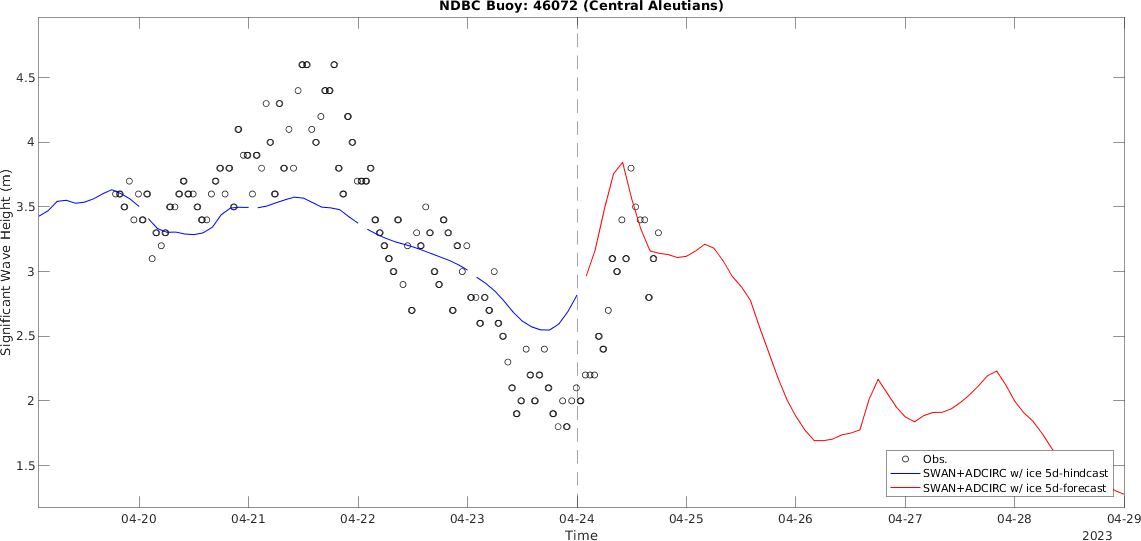 NDBC Buoy: 46072 (Central Aleutians)
Significant Wave Height (m)
4.5
4
3.5
3
2.5
2
1.5
Obs.
SWAN+ADCIRC w/ ice 5d-hindcast
SWAN+ADCIRC w/ ice 5d-forecast
04-20 04-21 04-22 04-23 04-24 04-25 04-26 04-27 04-28 04-29
Time
2023